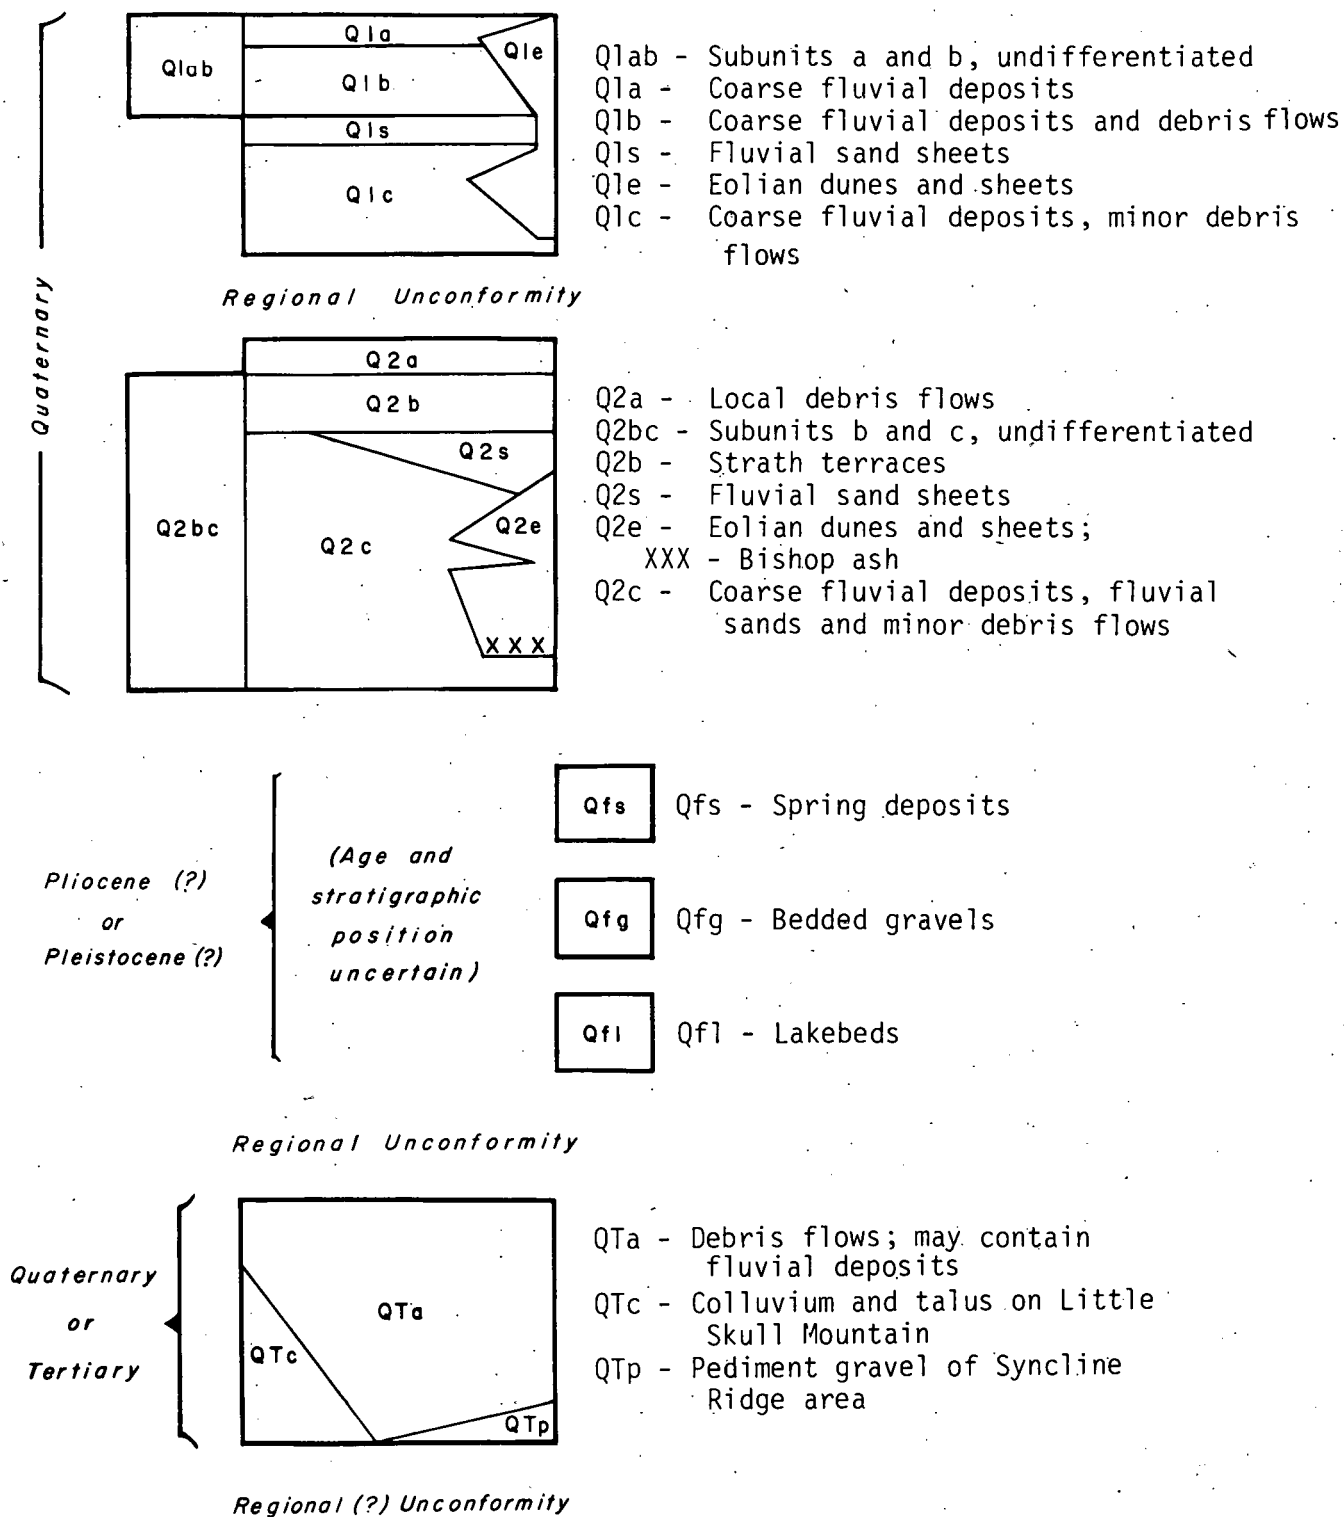 Quaternary
Q1ab
Q1a
Q1e
Q1b
Q1s
Q1c
Q1ab - Subunits a and b, undifferentiated
Q1a - Coarse fluvial deposits
Q1b - Coarse fluvial deposits and debris flows
Q1s - Fluvial sand sheets
Q1e - Eolian dunes and sheets
Q1c - Coarse fluvial deposits, minor debris
flows
Regional Unconformity
Q2a
Q2b
Q2s
Q2bc
Q2c
Q2e
XXX
Q2a - Local debris flows
Q2bc - Subunits b and c, undifferentiated
Q2b - Strath terraces
Q2s - Fluvial sand sheets
Q2e - Eolian dunes and sheets;
XXX - Bishop ash
Q2c - Coarse fluvial deposits, fluvial
sands and minor debris flows
Pliocene (?)
or
Pleistocene (?)
(Age and
stratigraphic
position
uncertain)
Qfs
Qfs - Spring deposits
Qfg
Qfg - Bedded gravels
Qfl
Qfl - Lakebeds
Regional Unconformity
Quaternary
or
Tertiary
QTa
QTc
QTp
QTa - Debris flows; may contain
fluvial deposits
QTc - Colluvium and talus on Little
Skull Mountain
QTp - Pediment gravel of Syncline
Ridge area
Regional (?) Unconformity